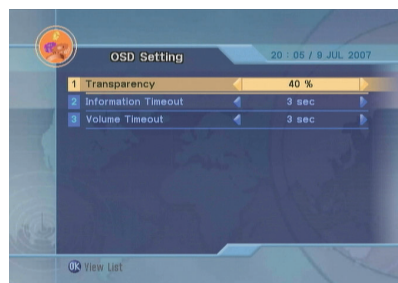 OSD Setting
20 : 05 / 9 JUL 2007
1 Transparency 40 %
2 Information Timeout 3 sec
3 Volume Timeout 3 sec
OK View List